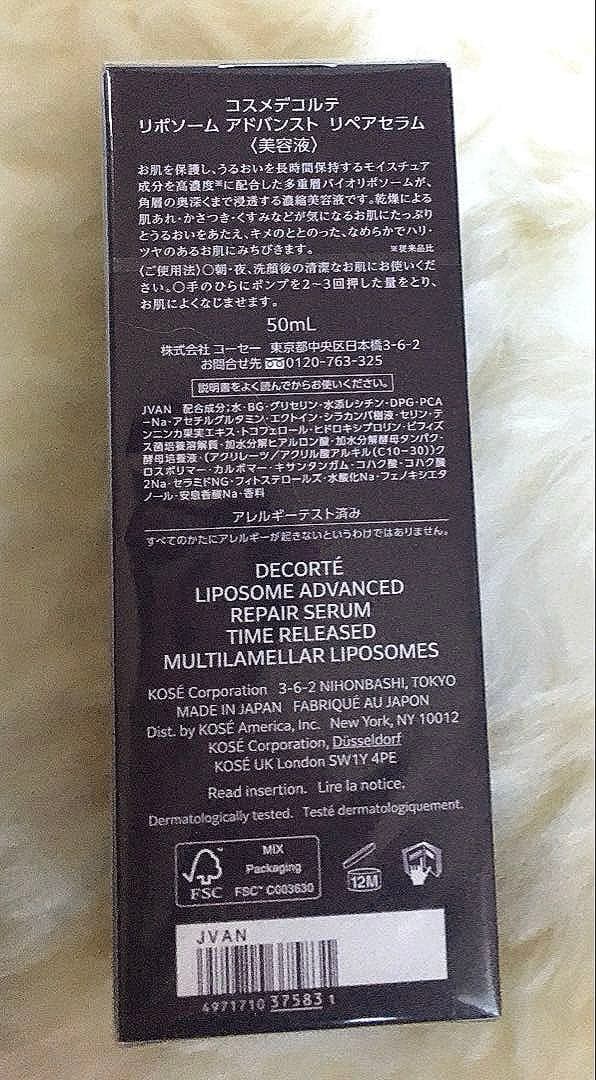 コスメデコルテ
リポソーム アドバンスト リペアセラム
〈美容液〉
お肌を保護し、うるおいを長時間保持するモイスチュア
成分を高濃度※に配合した多重層バイオリポソームが、
角層の奥深くまで浸透する濃縮美容液です。乾燥による
肌あれ・かさつき・くすみなどが気になるお肌にたっぷり
とうるおいをあたえ、キメのととのった、なめらかでハリ・
ツヤのあるお肌にみちびきます。 ※従来品比
〈ご使用法〉〇朝・夜、洗顔後の清潔なお肌にお使いくだ
さい。〇手のひらにポンプを2~3回押した量をとり、
お肌によくなじませます。
50mL
株式会社 コーセー 東京都中央区日本橋3-6-2
お問合せ先 0120-763-325
説明書をよく読んでからお使いください。
JVAN 配合成分:水・BG・グリセリン・水添レシチン・DPG・PCA
-Na・アセチルグルタミン・エクトイン・シラカンバ樹液・セリン・テ
ンニンカ果実エキス・トコフェロール・ヒドロキシプロリン・ビフィズ
ス菌培養溶解質・加水分解ヒアルロン酸・加水分解酵母タンパク・
酵母培養液・(アクリレーツ/アクリル酸アルキル(C10-30))ク
ロスポリマー・カルボマー・キサンタンガム・コハク酸・コハク酸
2Na・セラミドNG・フィトステロールズ・水酸化Na・フェノキシエタ
ノール・安息香酸Na・香料
アレルギーテスト済み
すべてのかたにアレルギーが起きないというわけではありません。
DECORTÉ
LIPOSOME ADVANCED
REPAIR SERUM
TIME RELEASED
MULTILAMELLAR LIPOSOMES
KOSÉ Corporation 3-6-2 NIHONBASHI, TOKYO
MADE IN JAPAN FABRIQUÉ AU JAPON
Dist. by KOSÉ America, Inc. New York, NY 10012
KOSÉ Corporation, Düsseldorf
KOSÉ UK London SW1Y 4PE
Read insertion. Lire la notice.
Dermatologically tested. Testé dermatologiquement.
FSC™
MIX
Packaging
FSC™ C003630
12M
JVAN
4971710 37583 1